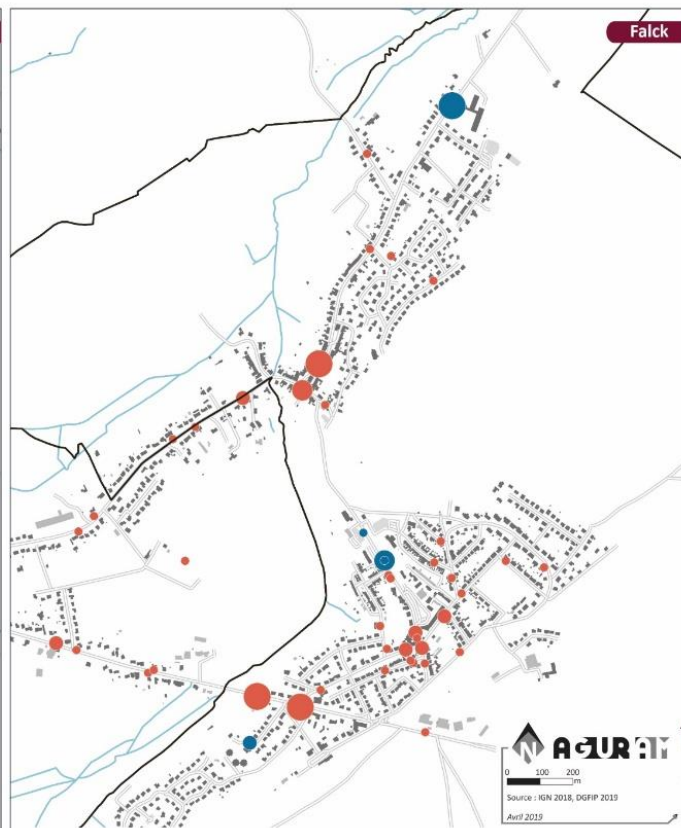 Falck
N AGURAM
0 100 200
m
Source : IGN 2018, DGFIP 2019
Avril 2019